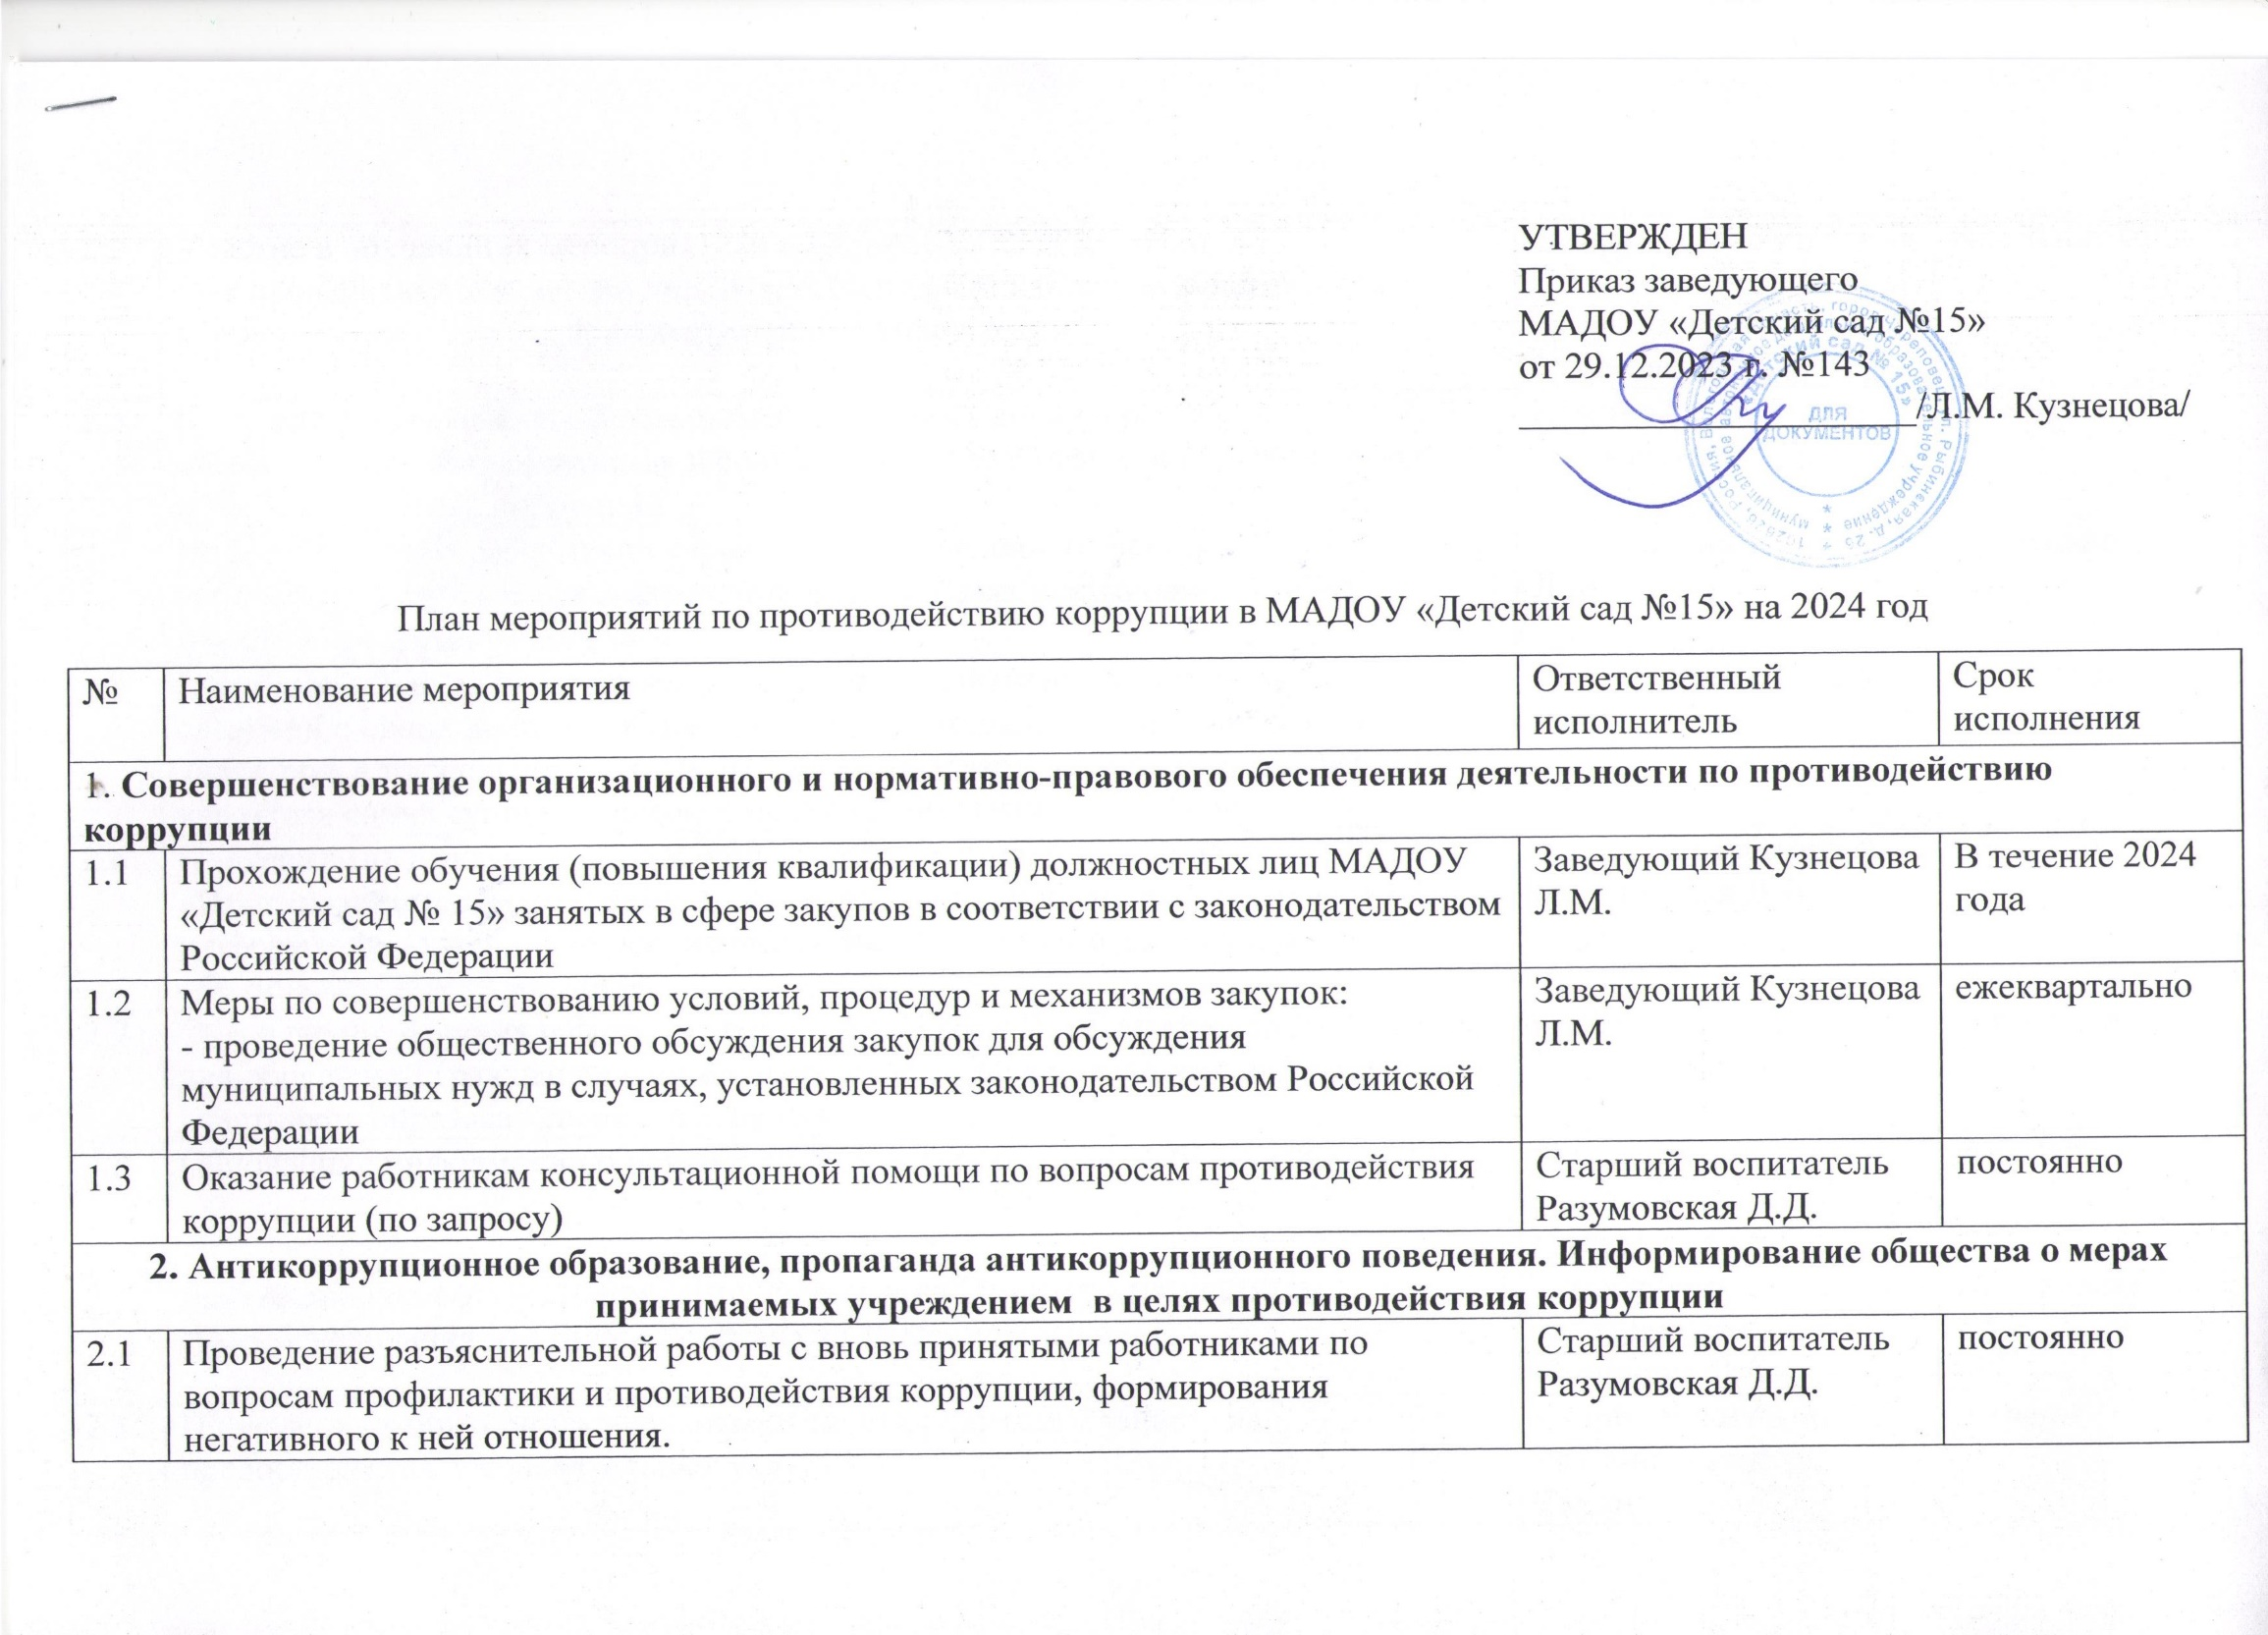 УТВЕРЖДЕН
Приказ заведующего
МАДОУ «Детский сад №15»
от 29.12.2023 г. №143
/Л.М. Кузнецова/
«Детский сад № 15»
ДЛЯ
ДОКУМЕНТОВ
План мероприятий по противодействию коррупции в МАДОУ «Детский сад №15» на 2024 год
№
Наименование мероприятия
Ответственный
исполнитель
Срок
исполнения
1. Совершенствование организационного и нормативно-правового обеспечения деятельности по противодействию
коррупции
1.1
Прохождение обучения (повышения квалификации) должностных лиц МАДОУ
«Детский сад № 15» занятых в сфере закупов в соответствии с законодательством
Российской Федерации
Заведующий Кузнецова
Л.М.
В течение 2024
года
1.2
Меры по совершенствованию условий, процедур и механизмов закупок:
- проведение общественного обсуждения закупок для обсуждения
муниципальных нужд в случаях, установленных законодательством Российской
Федерации
Заведующий Кузнецова
Л.М.
ежеквартально
1.3
Оказание работникам консультационной помощи по вопросам противодействия
коррупции (по запросу)
Старший воспитатель
Разумовская Д.Д.
постоянно
2. Антикоррупционное образование, пропаганда антикоррупционного поведения. Информирование общества о мерах
принимаемых учреждением  в целях противодействия коррупции
2.1
Проведение разъяснительной работы с вновь принятыми работниками по
вопросам профилактики и противодействия коррупции, формирования
негативного к ней отношения.
Старший воспитатель
Разумовская Д.Д.
постоянно